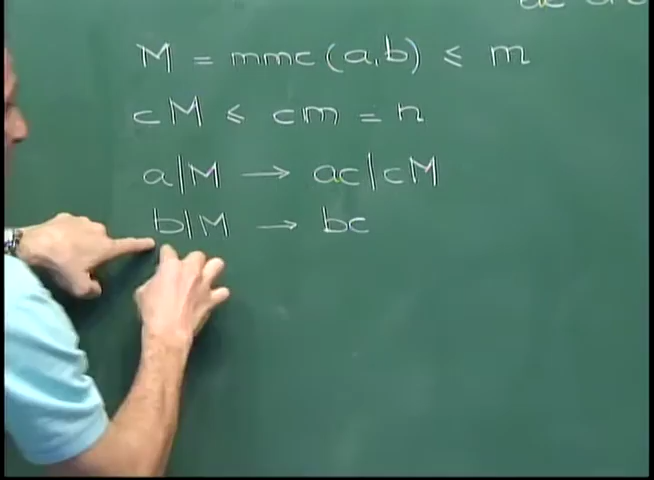 M = mmc(a,b) ≤ m
cM ≤ cm = n
a|M → ac|cM
b|M → bc